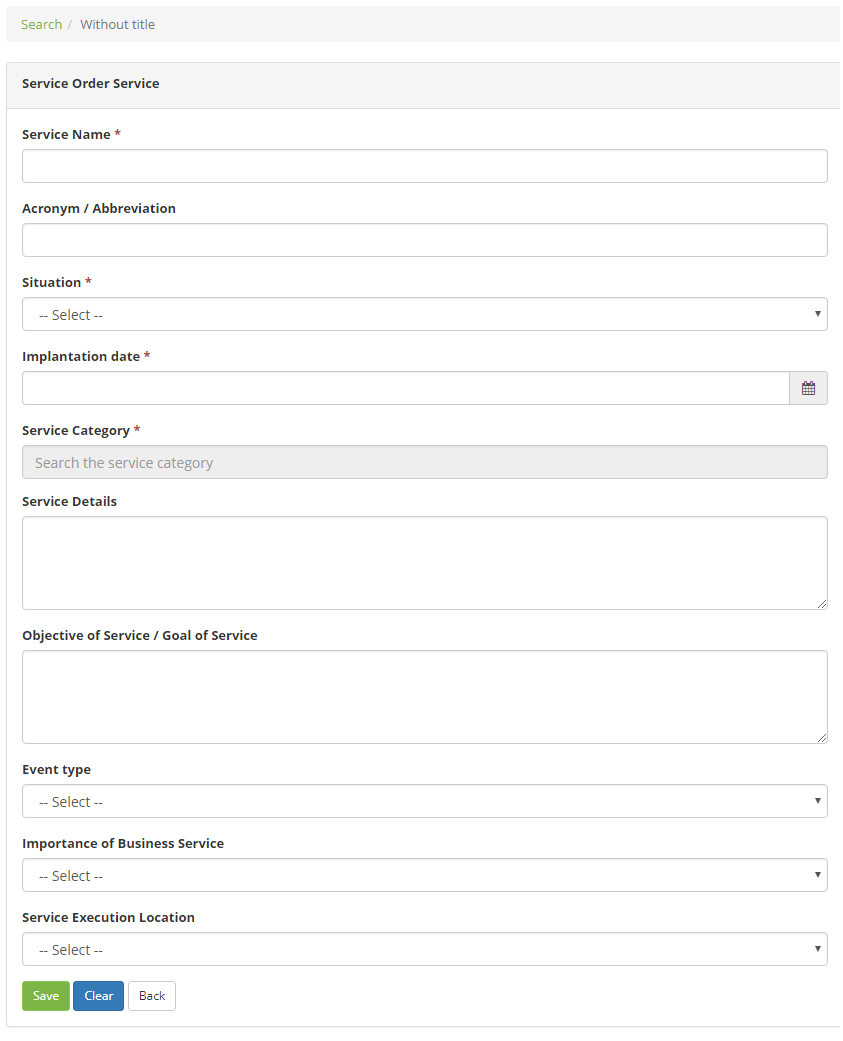 Search / Without title
Service Order Service
Service Name *
Acronym / Abbreviation
Situation *
-- Select --
Implantation date *
Service Category *
Search the service category
Service Details
Objective of Service / Goal of Service
Event type
-- Select --
Importance of Business Service
-- Select --
Service Execution Location
-- Select --
Save Clear Back